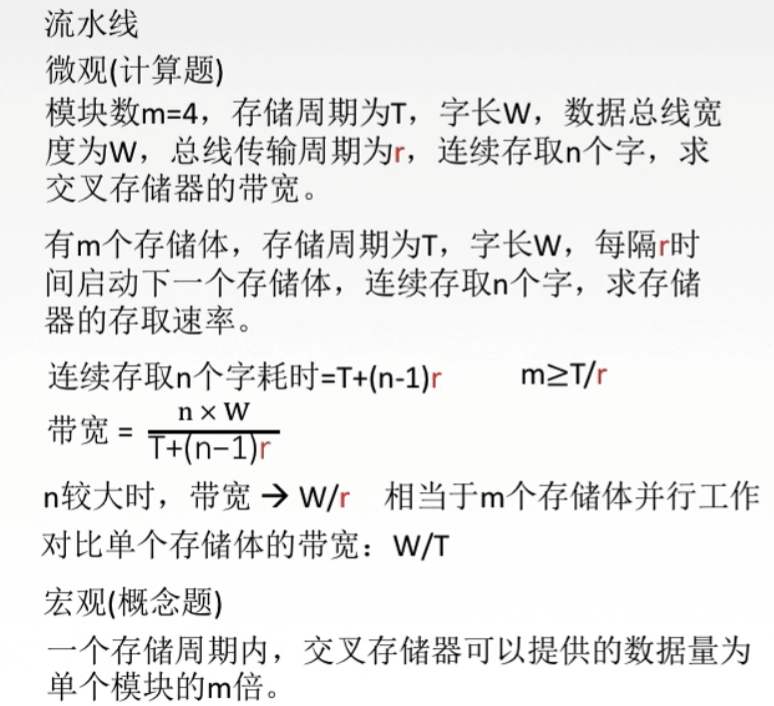 流水线
微观(计算题)
模块数m=4，存储周期为T，字长W，数据总线宽
度为W，总线传输周期为r，连续存取n个字，求
交叉存储器的带宽。
有m个存储体，存储周期为T，字长W，每隔r时
间启动下一个存储体，连续存取n个字，求存储
器的存取速率。
连续存取n个字耗时=T+(n-1)r m≥T/r
带宽 = n × W / T+(n−1)r
n较大时，带宽 → W/r 相当于m个存储体并行工作
对比单个存储体的带宽：W/T
宏观(概念题)
一个存储周期内，交叉存储器可以提供的数据量为
单个模块的m倍。